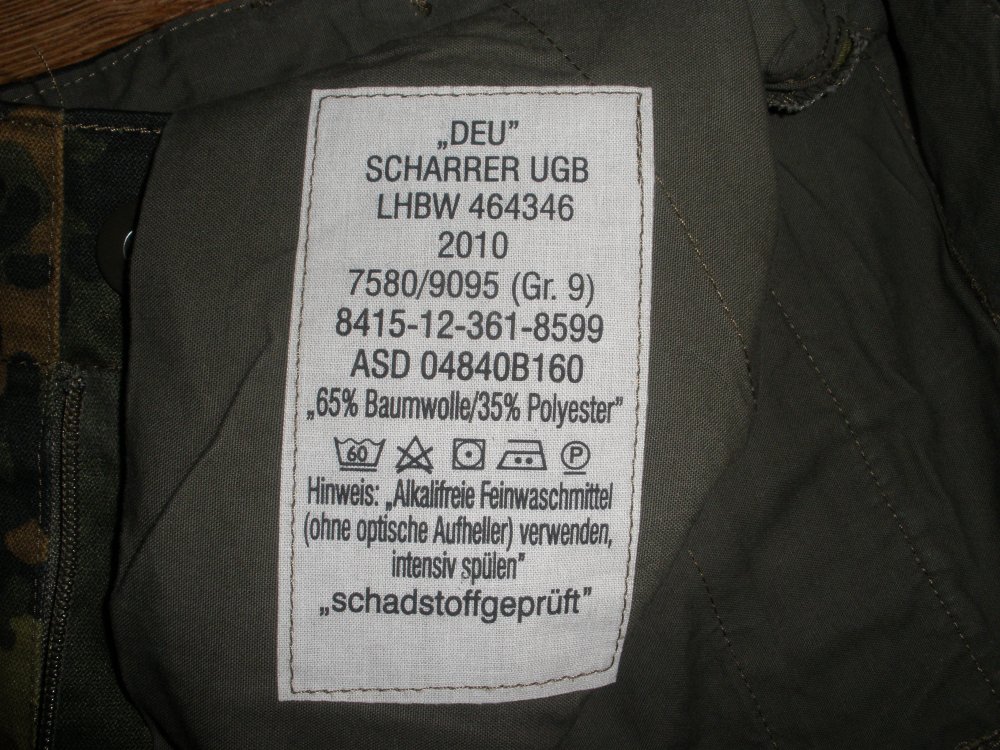 „DEU”
SCHARRER UGB
LHBW 464346
2010
7580/9095 (Gr. 9)
8415-12-361-8599
ASD 04840B160
„65% Baumwolle/35% Polyester”
60 P
Hinweis: „Alkalifreie Feinwaschmittel
(ohne optische Aufheller) verwenden,
intensiv spülen”
„schadstoffgeprüft”